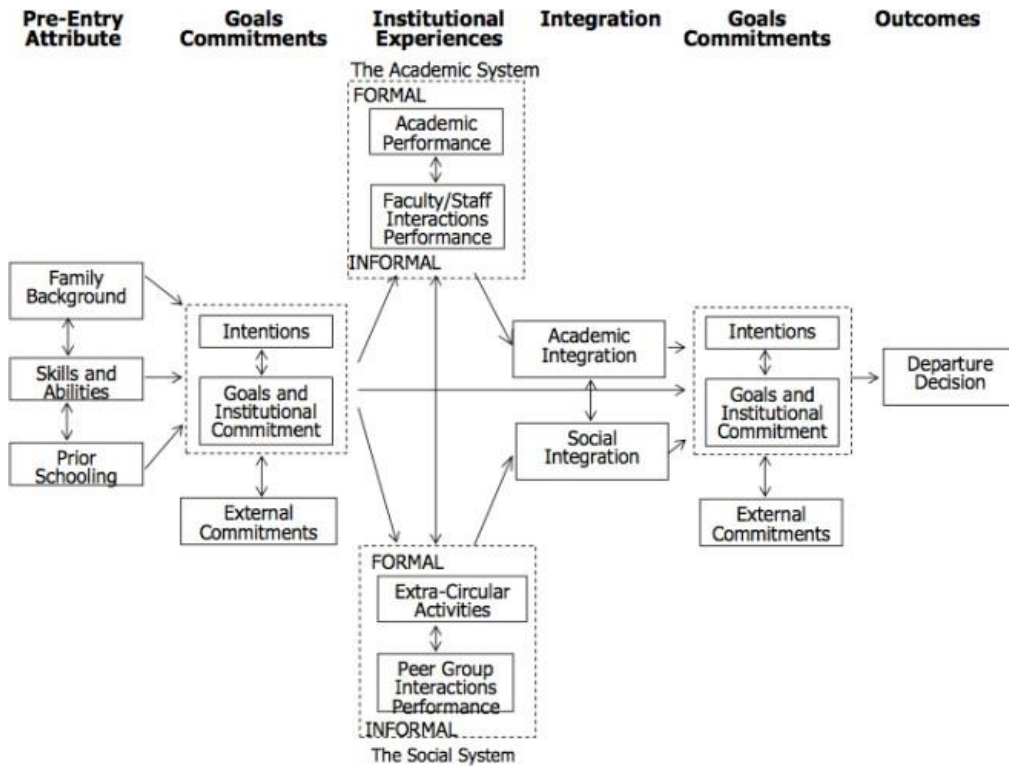 Pre-Entry
Attribute
Goals
Commitments
Institutional
Experiences
Integration
Goals
Commitments
Outcomes
The Academic System
FORMAL
Academic
Performance
Faculty/Staff
Interactions
Performance
INFORMAL
Family
Background
Skills and
Abilities
Prior
Schooling
Intentions
Goals and
Institutional
Commitment
External
Commitments
Academic
Integration
Social
Integration
Intentions
Goals and
Institutional
Commitment
External
Commitments
Departure
Decision
FORMAL
Extra-Circular
Activities
Peer Group
Interactions
Performance
INFORMAL
The Social System